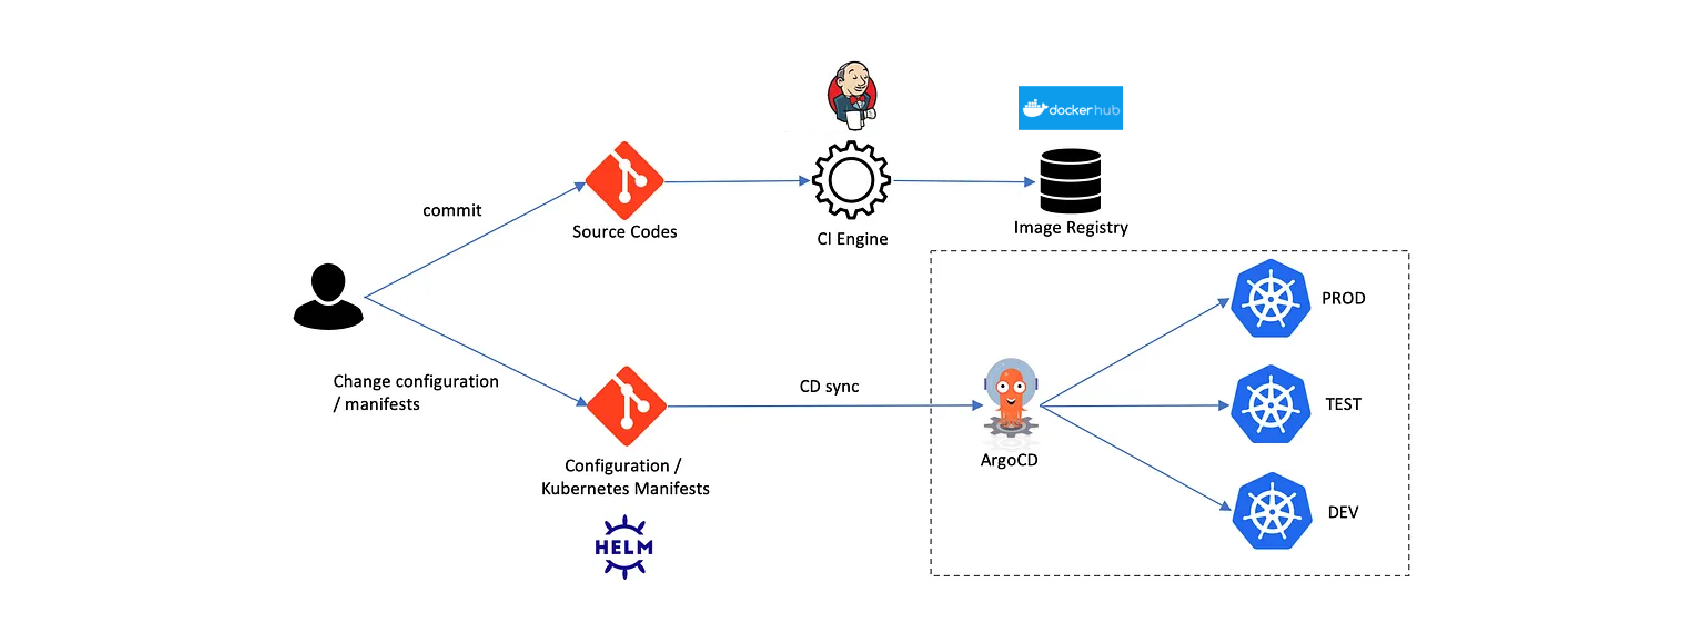 dockerhub
commit
Source Codes
CI Engine
Image Registry
PROD
Change configuration
/ manifests
CD sync
TEST
ArgoCD
Configuration /
Kubernetes Manifests
DEV
HELM